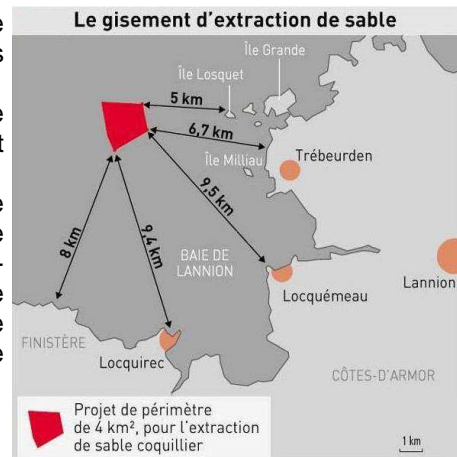 Le gisement d'extraction de sable
Île Grande
Île Losquet
5 km
6,7 km
Île Milliau
Trébeurden
9,5 km
8 km
9,4 km
BAIE DE
LANNION
Lannion
Locquémeau
FINISTÈRE
Locquirec
CÔTES-D'ARMOR
Projet de périmètre
de 4 km², pour l'extraction
de sable coquillier
1 km